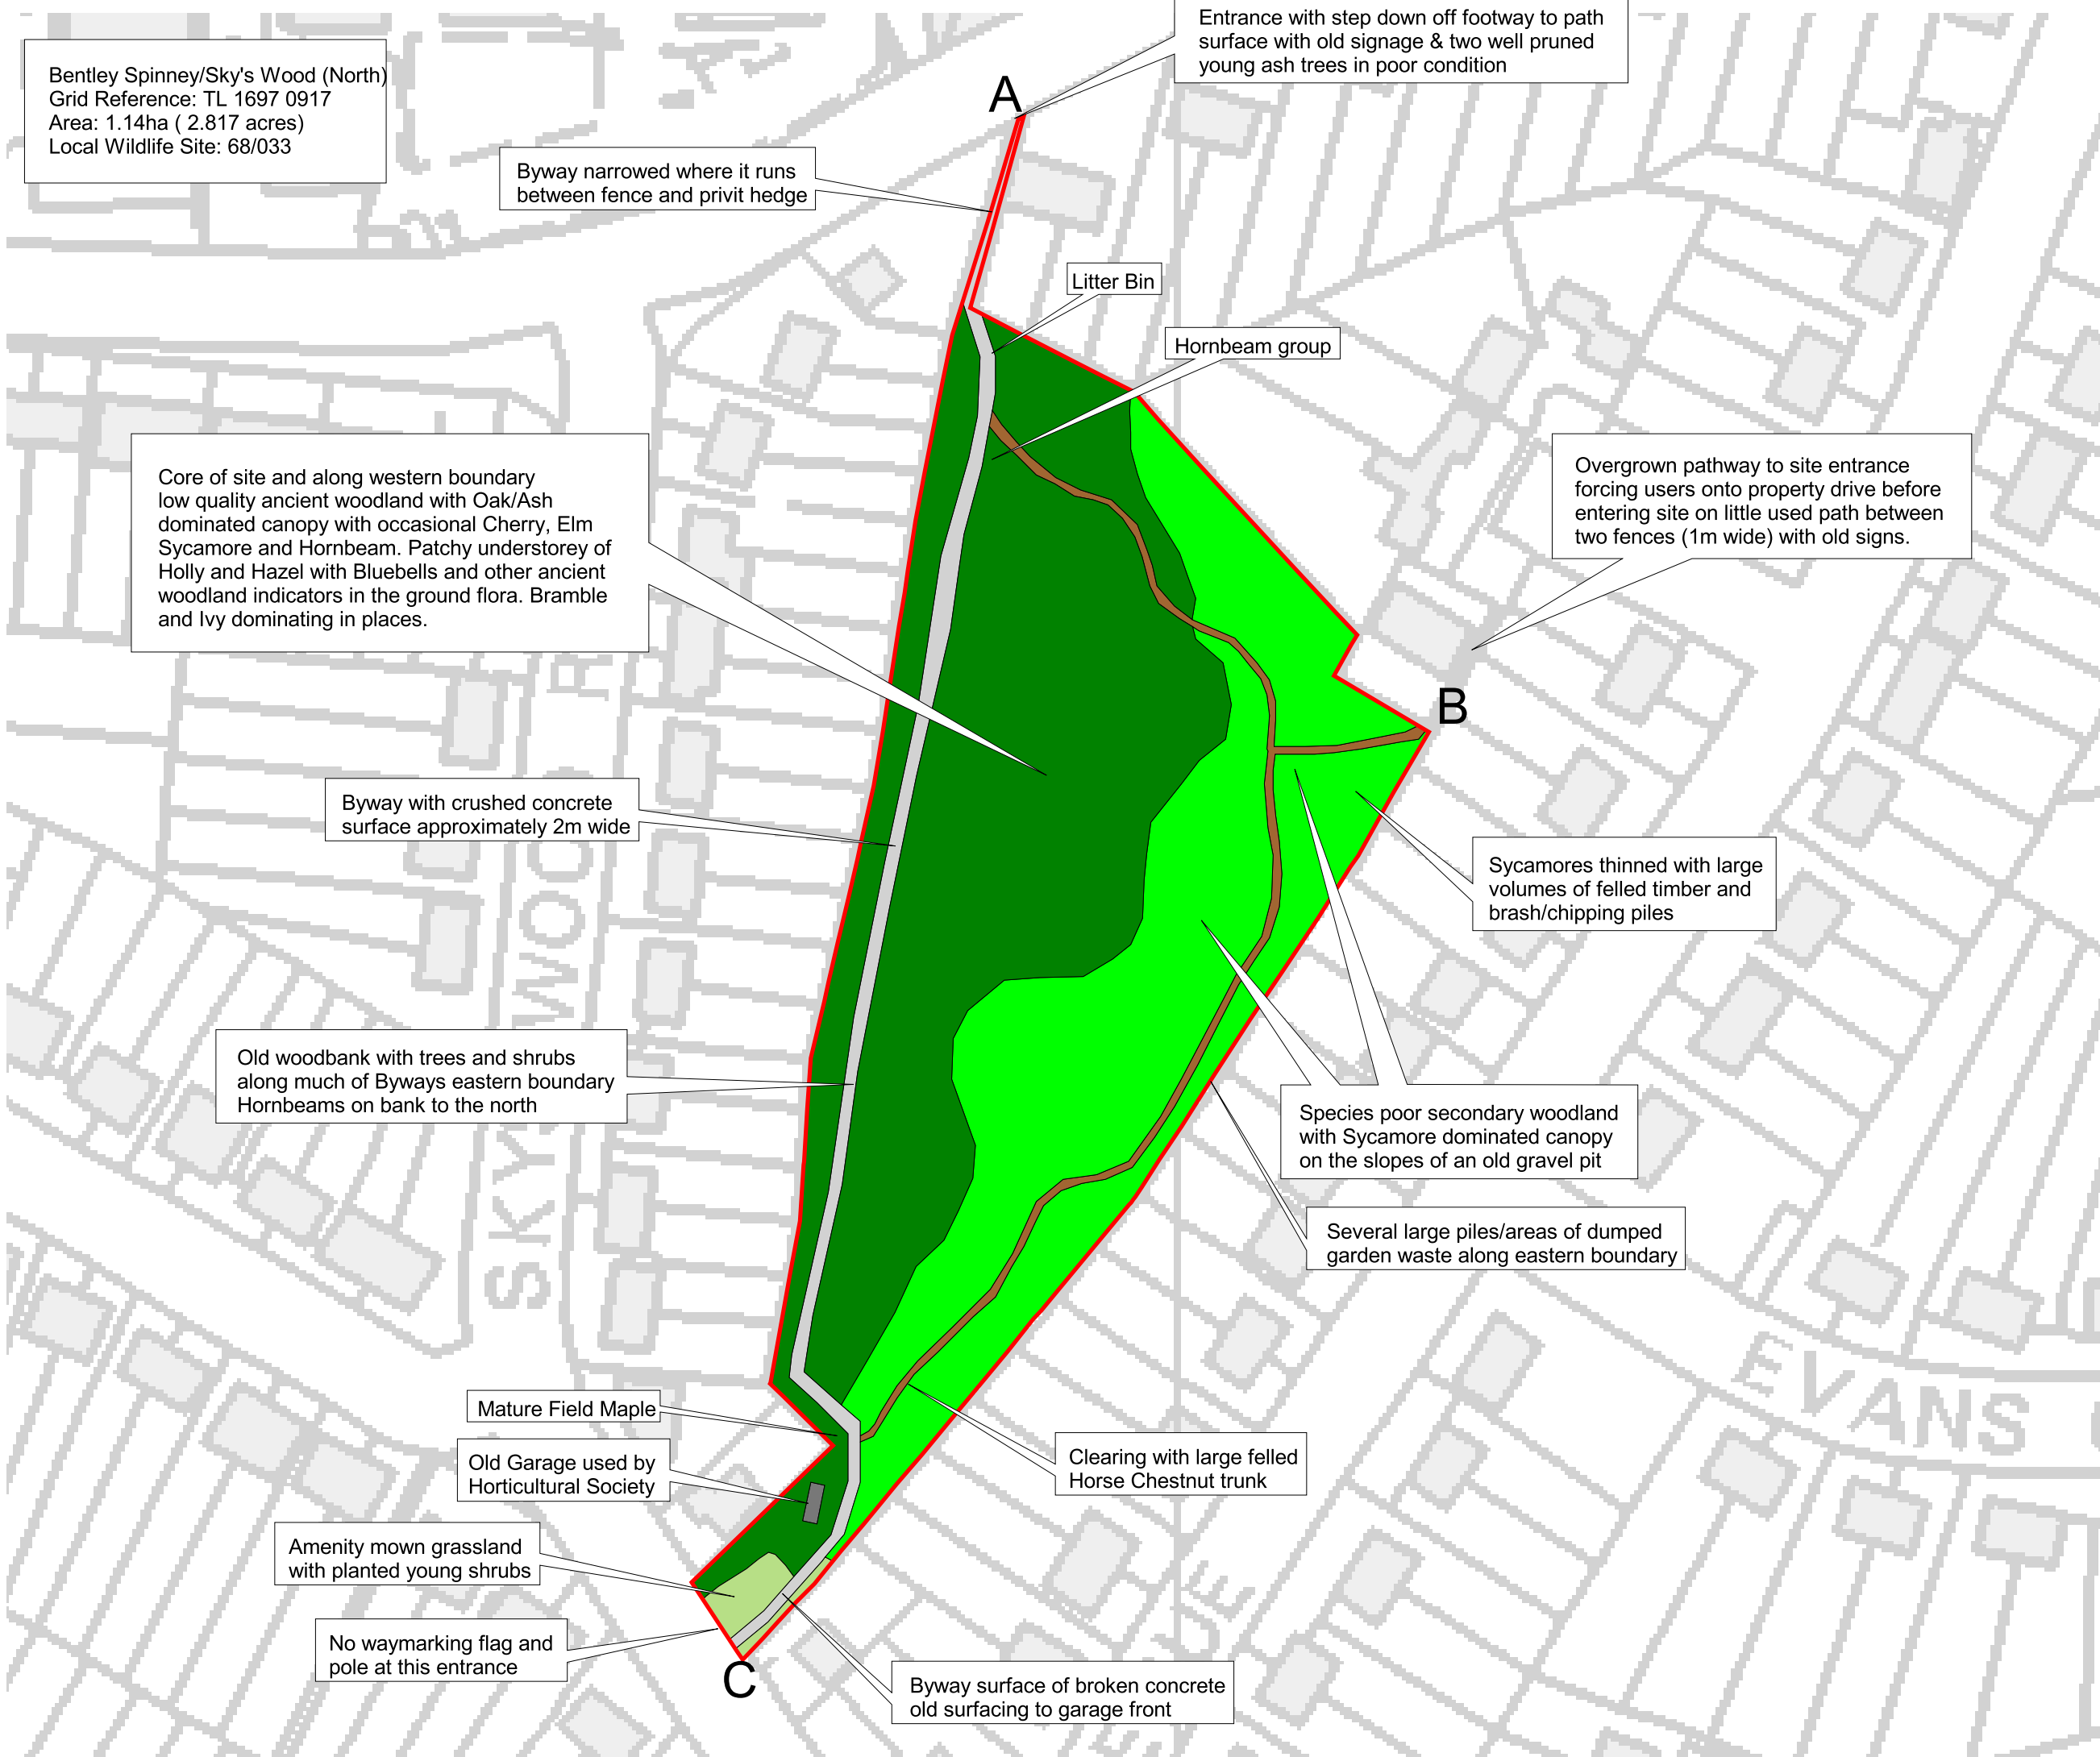 Entrance with step down off footway to path
surface with old signage & two well pruned
young ash trees in poor condition
Bentley Spinney/Sky's Wood (North)
Grid Reference: TL 1697 0917
Area: 1.14ha ( 2.817 acres)
Local Wildlife Site: 68/033
A
Byway narrowed where it runs
between fence and privit hedge
Litter Bin
Hornbeam group
Core of site and along western boundary
low quality ancient woodland with Oak/Ash
dominated canopy with occasional Cherry, Elm
Sycamore and Hornbeam. Patchy understorey of
Holly and Hazel with Bluebells and other ancient
woodland indicators in the ground flora. Bramble
and Ivy dominating in places.
Overgrown pathway to site entrance
forcing users onto property drive before
entering site on little used path between
two fences (1m wide) with old signs.
B
Byway with crushed concrete
surface approximately 2m wide
Sycamores thinned with large
volumes of felled timber and
brash/chipping piles
Old woodbank with trees and shrubs
along much of Byways eastern boundary
Hornbeams on bank to the north
Species poor secondary woodland
with Sycamore dominated canopy
on the slopes of an old gravel pit
Several large piles/areas of dumped
garden waste along eastern boundary
EVANS
Mature Field Maple
Old Garage used by
Horticultural Society
Clearing with large felled
Horse Chestnut trunk
Amenity mown grassland
with planted young shrubs
No waymarking flag and
pole at this entrance
C
Byway surface of broken concrete
old surfacing to garage front